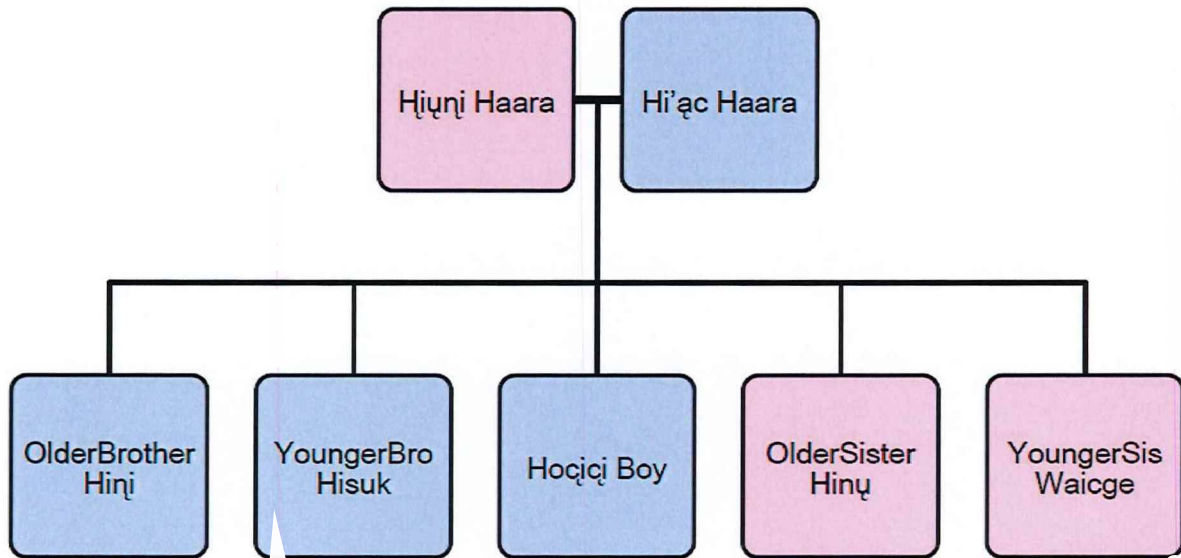 Hįųnį Haara
Hi’ąc Haara
OlderBrother
Hinį
YoungerBro
Hisuk
Hocįcį Boy
OlderSister
Hinų
YoungerSis
Waicge